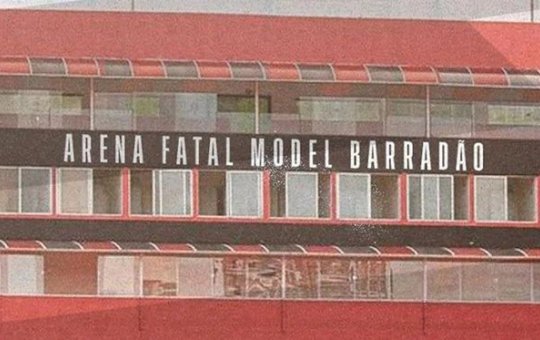 ARENA FATAL MODEL BARRADÃO